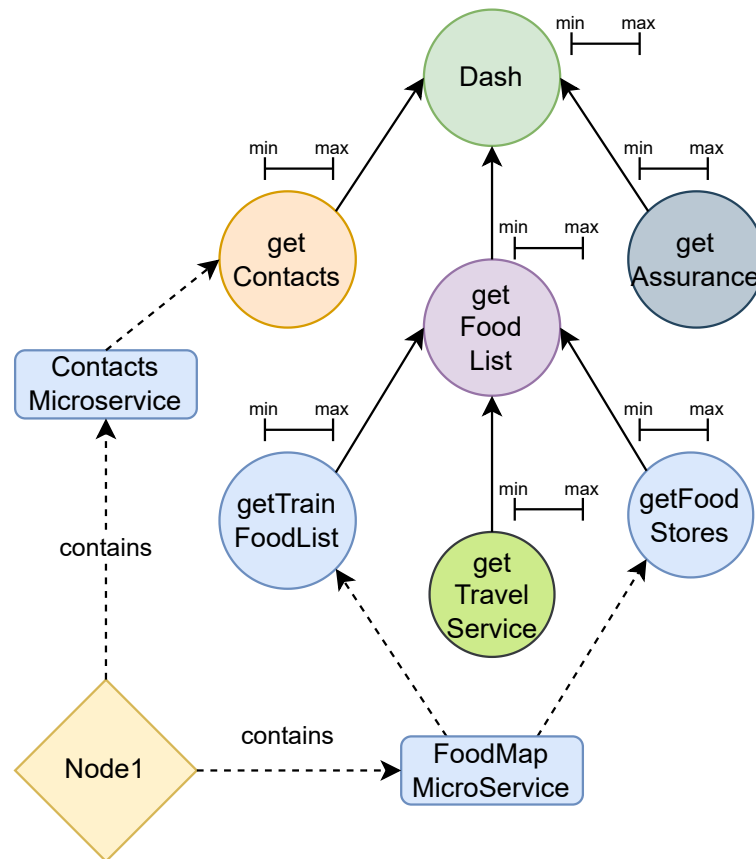 min max
Dash
min max
min max
get
Contacts
get
Assurance
min max
get
Food
List
Contacts
Microservice
min max
min max
getTrain
FoodList
min max
getFood
Stores
contains
get
Travel
Service
contains
Node1
FoodMap
MicroService